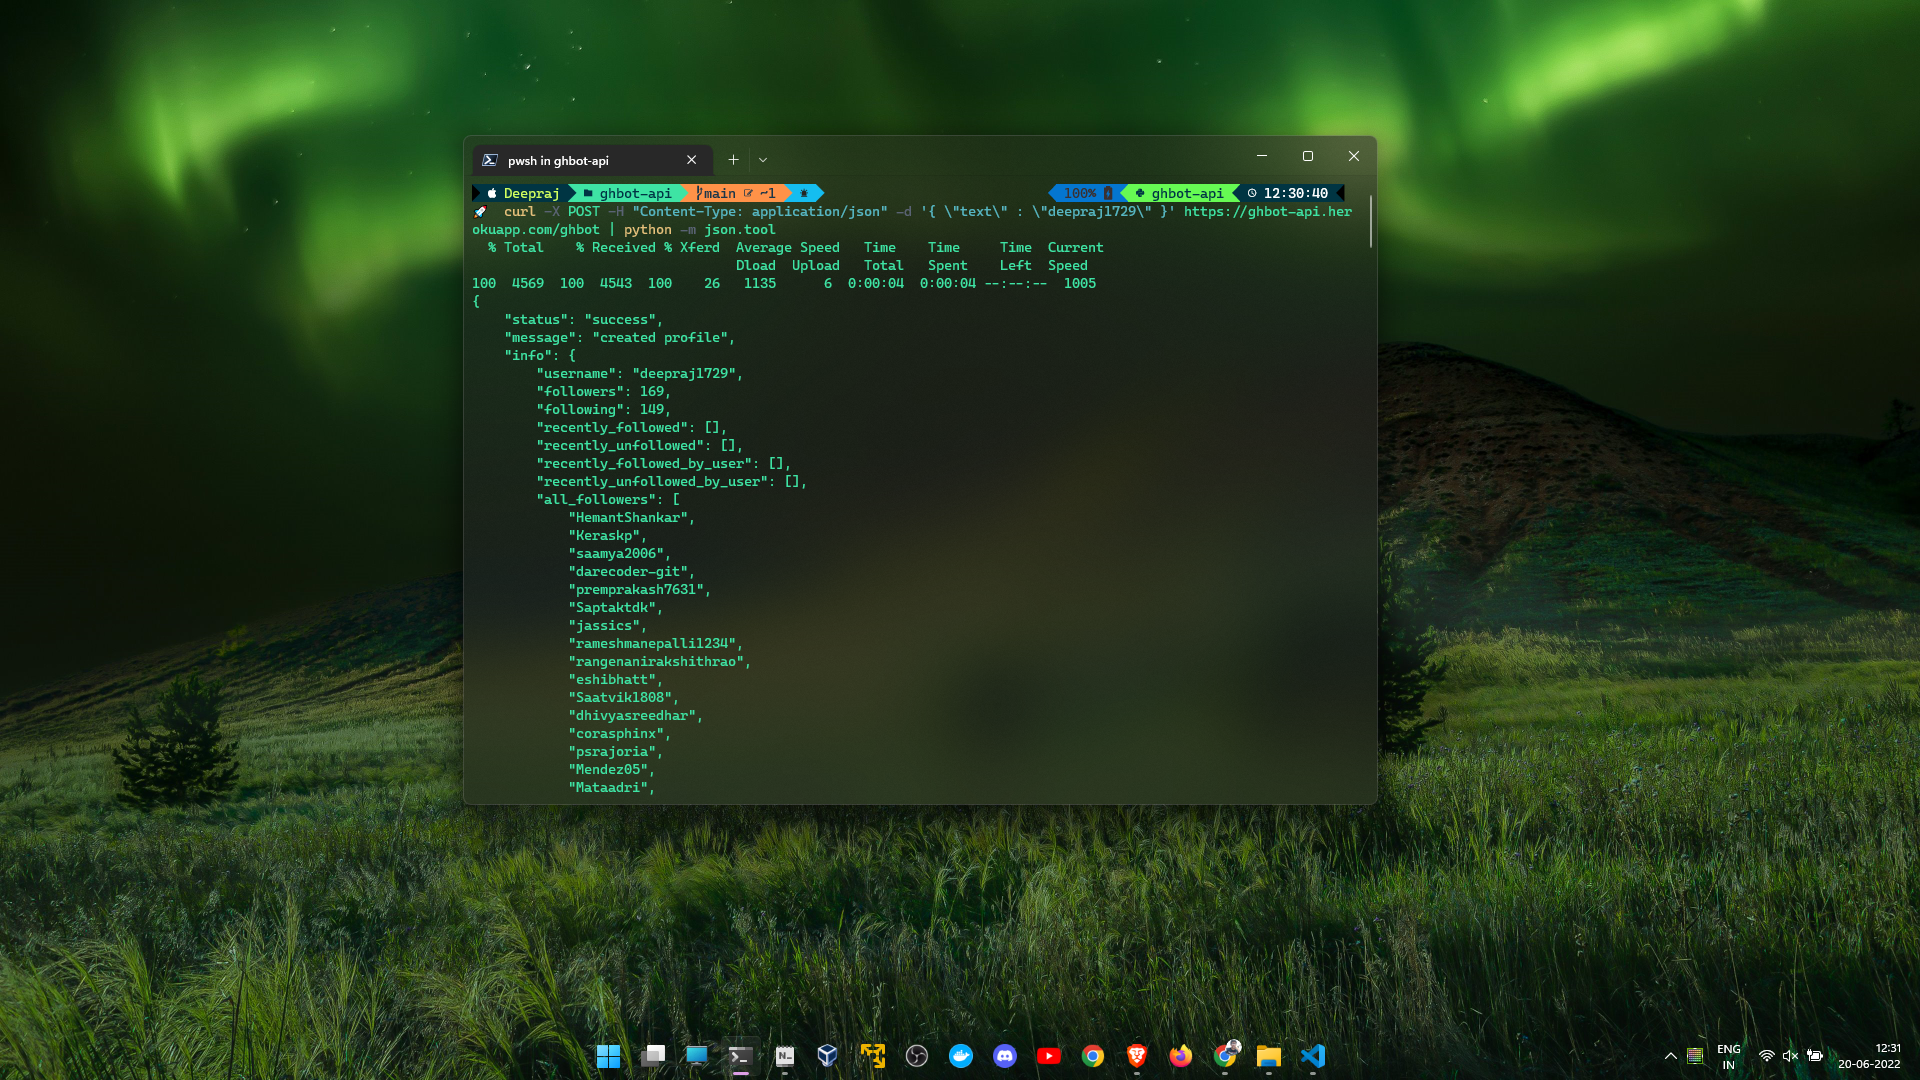 pwsh in ghbot-api
Deepraj ghbot-api main ~1 100% ghbot-api 12:30:40
curl -X POST -H "Content-Type: application/json" -d '{ \"text\" : \"deepraj1729\" }' https://ghbot-api.her
okuapp.com/ghbot | python -m json.tool
% Total % Received % Xferd Average Speed Time Time Time Current
Dload Upload Total Spent Left Speed
100 4569 100 4543 100 26 1135 6 0:00:04 0:00:04 --:--:-- 1005
{
"status": "success",
"message": "created profile",
"info": {
"username": "deepraj1729",
"followers": 169,
"following": 149,
"recently_followed": [],
"recently_unfollowed": [],
"recently_followed_by_user": [],
"recently_unfollowed_by_user": [],
"all_followers": [
"HemantShankar",
"Keraskp",
"saamya2006",
"darecoder-git",
"premprakash7631",
"Saptaktdk",
"jassics",
"rameshmanepalli1234",
"rangenanirakshithrao",
"eshibhatt",
"Saatvik1808",
"dhivyasreedhar",
"corasphinx",
"psrajoria",
"Mendez05",
"Mataadri",
ENG
IN
12:31
20-06-2022